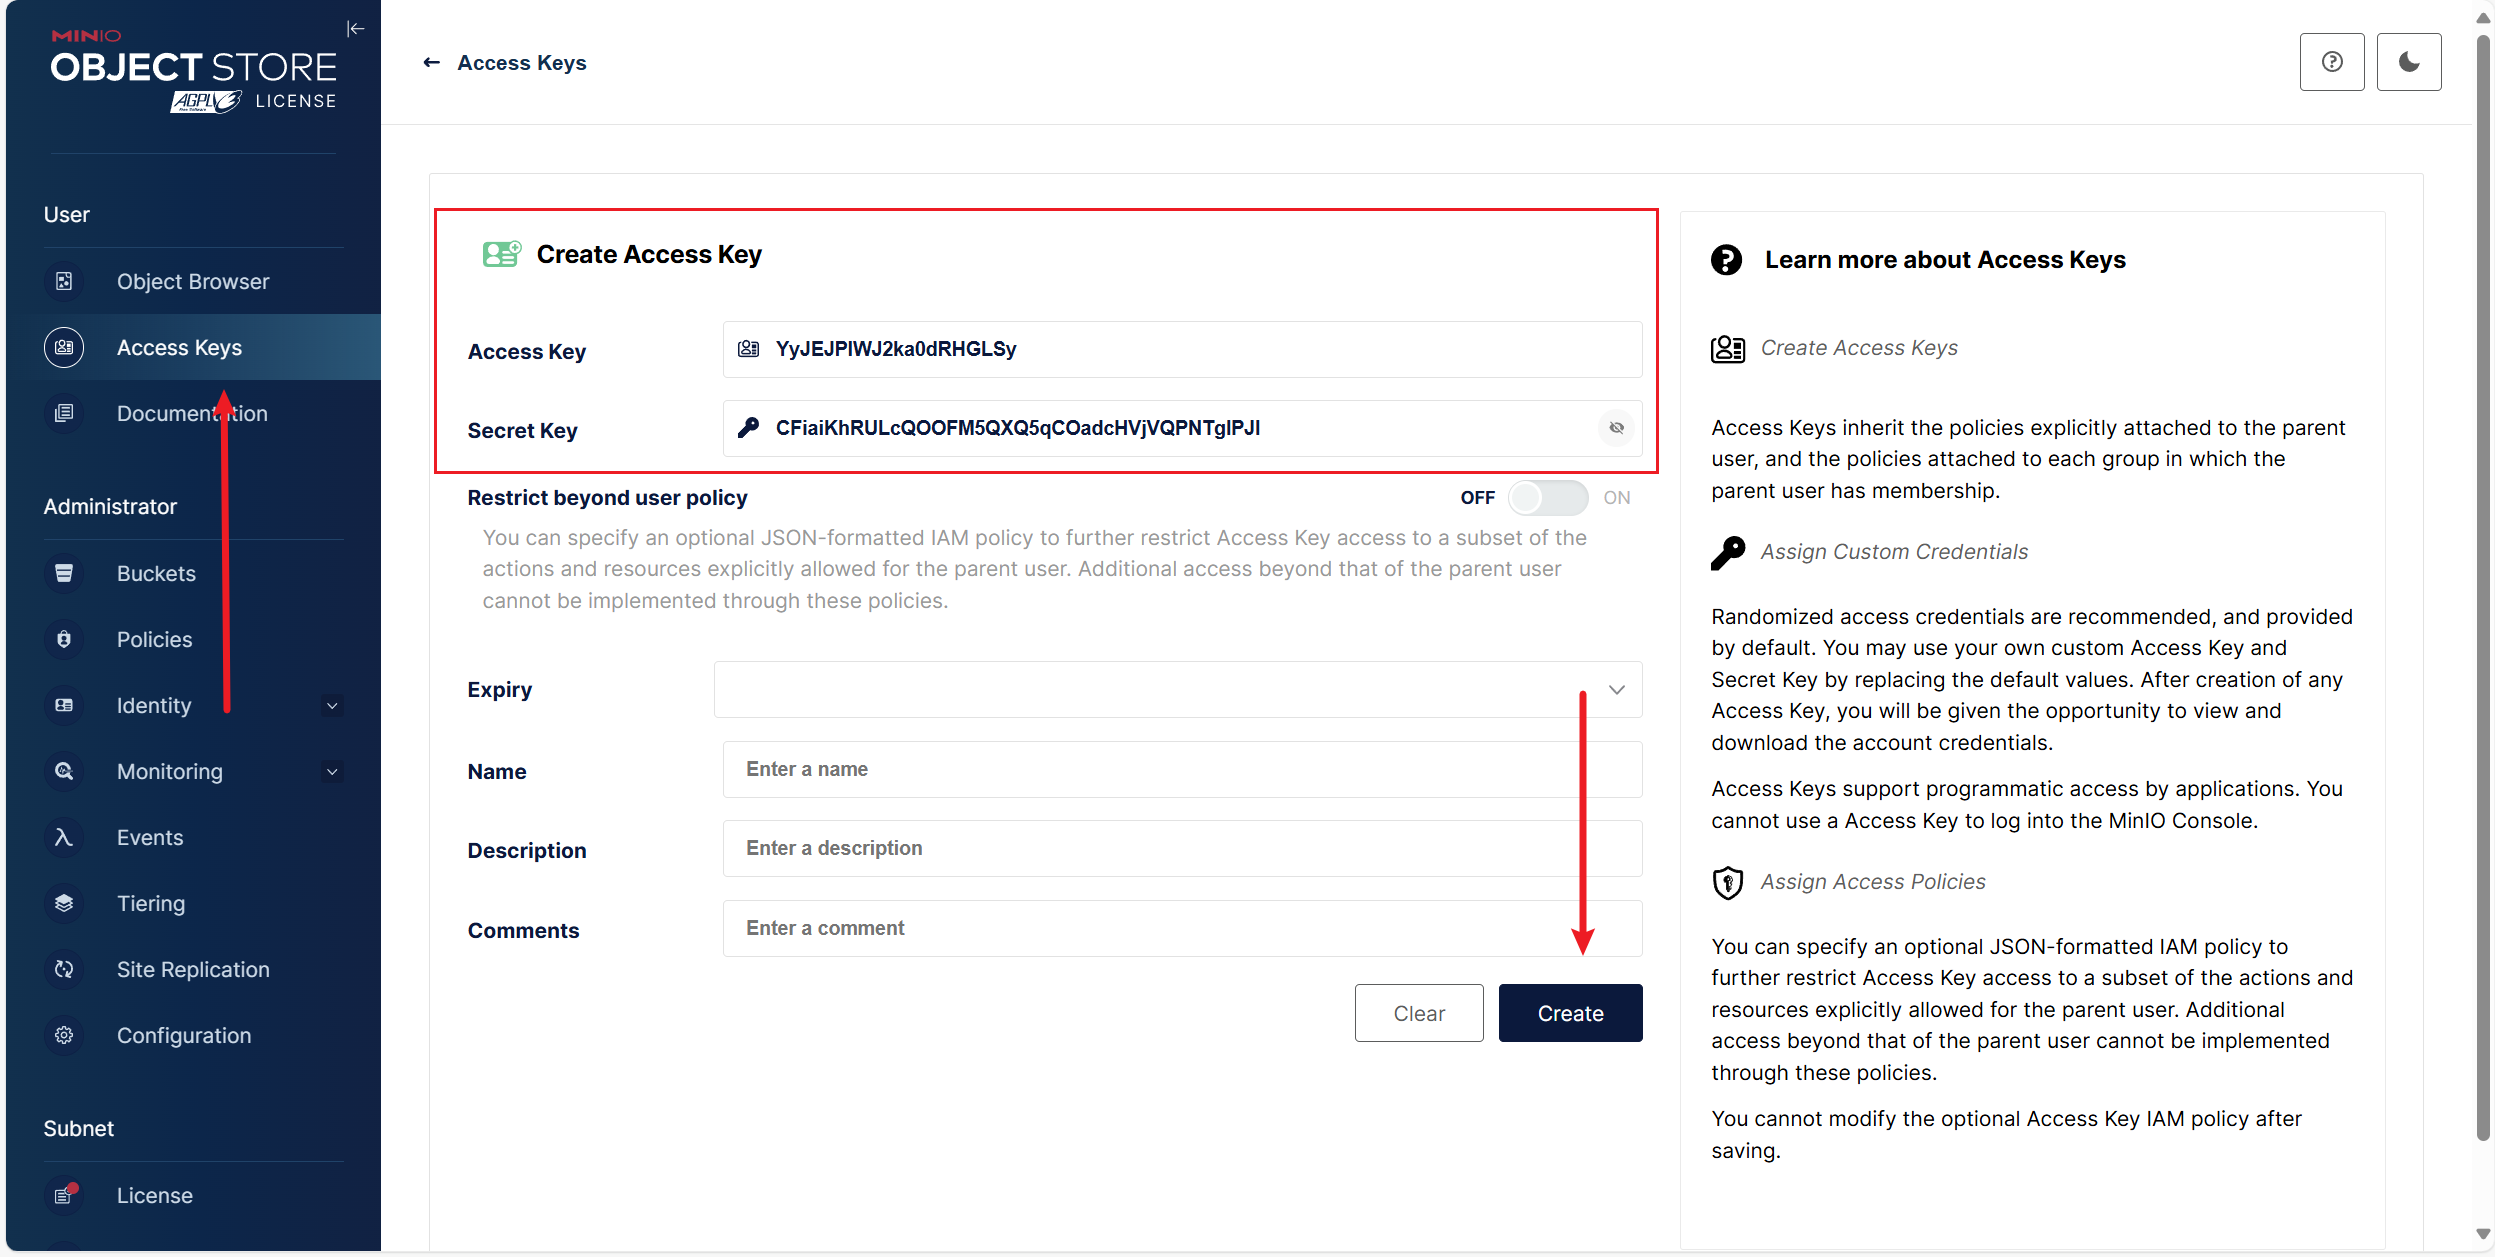 MINIO
OBJECT STORE
AGPL v3 LICENSE
User
Object Browser
Access Keys
Documentation
Administrator
Buckets
Policies
Identity
Monitoring
Events
Tiering
Site Replication
Configuration
Subnet
License
← Access Keys
Create Access Key
Access Key
YyJEJPlWJ2ka0dRHGLSy
Secret Key
CFiaiKhRULcQOOFM5QXQ5qCOadcHVjVQPNTglPJl
Restrict beyond user policy
OFF
ON
You can specify an optional JSON-formatted IAM policy to further restrict Access Key access to a subset of the
actions and resources explicitly allowed for the parent user. Additional access beyond that of the parent user
cannot be implemented through these policies.
Expiry
Name
Enter a name
Description
Enter a description
Comments
Enter a comment
Clear
Create
Learn more about Access Keys
Create Access Keys
Access Keys inherit the policies explicitly attached to the parent
user, and the policies attached to each group in which the
parent user has membership.
Assign Custom Credentials
Randomized access credentials are recommended, and provided
by default. You may use your own custom Access Key and
Secret Key by replacing the default values. After creation of any
Access Key, you will be given the opportunity to view and
download the account credentials.
Access Keys support programmatic access by applications. You
cannot use a Access Key to log into the MinIO Console.
Assign Access Policies
You can specify an optional JSON-formatted IAM policy to
further restrict Access Key access to a subset of the actions and
resources explicitly allowed for the parent user. Additional
access beyond that of the parent user cannot be implemented
through these policies.
You cannot modify the optional Access Key IAM policy after
saving.